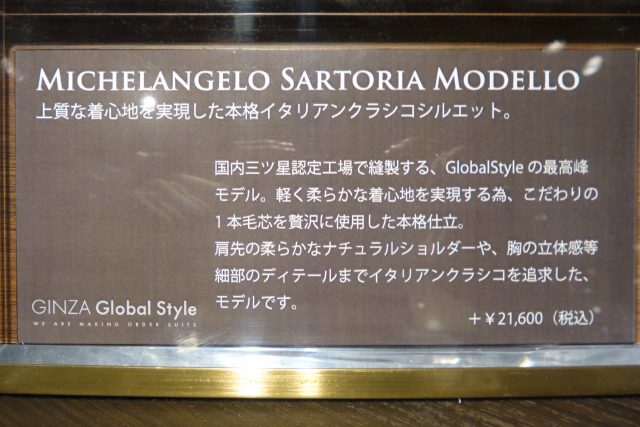 MICHELANGELO SARTORIA MODELLO
上質な着心地を実現した本格イタリアンクラシコシルエット。
国内三ツ星認定工場で縫製する、GlobalStyleの最高峰
モデル。軽く柔らかな着心地を実現する為、こだわりの
1本毛芯を贅沢に使用した本格仕立。
肩先の柔らかなナチュラルショルダーや、胸の立体感等
細部のディテールまでイタリアンクラシコを追求した、
モデルです。
GINZA Global Style
WE ARE MAKING ORDER SUITS
+¥21,600（税込）